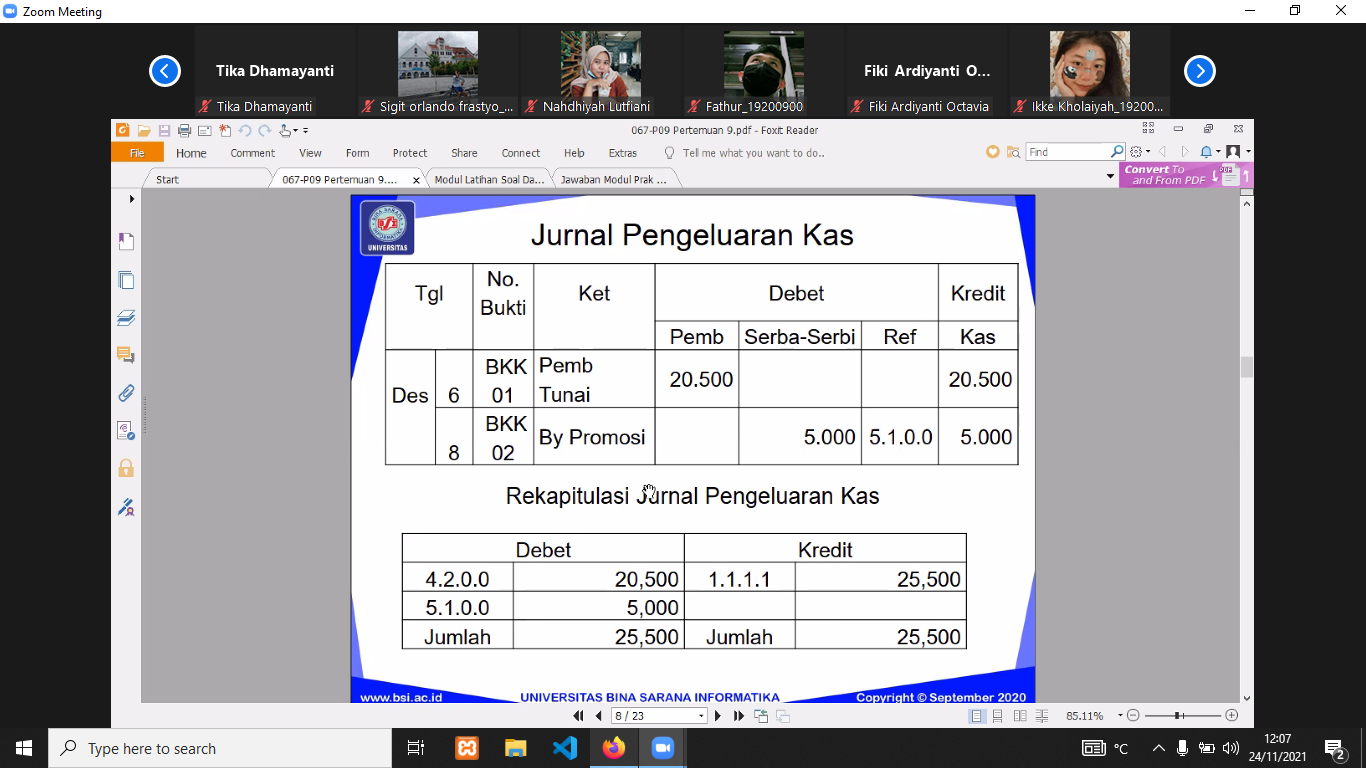 Zoom Meeting
Tika Dhamayanti
Tika Dhamayanti
Sigit orlando frastyo_...
Nahdhiyah Lutfiani
Fathur_19200900
Fiki Ardiyanti O...
Fiki Ardiyanti Octavia
Ikke Kholaiyah_19200...
067-P09 Pertemuan 9.pdf - Foxit Reader
File Home Comment View Form Protect Share Connect Help Extras Tell me what you want to do.. Find
Start 067-P09 Pertemuan 9.... Modul Latihan Soal Da... Jawaban Modul Prak ...
Convert To
and From PDF
PDF
BINA SARANA INFORMATIKA
UNIVERSITAS
Jurnal Pengeluaran Kas
Tgl No. Bukti Ket Debet Kredit
Pemb Serba-Serbi Ref Kas
Des 6 BKK 01 Pemb Tunai 20.500 20.500
8 BKK 02 By Promosi 5.000 5.1.0.0 5.000
Rekapitulasi Jurnal Pengeluaran Kas
Debet Kredit
4.2.0.0 20,500 1.1.1.1 25,500
5.1.0.0 5,000
Jumlah 25,500 Jumlah 25,500
www.bsi.ac.id UNIVERSITAS BINA SARANA INFORMATIKA Copyright © September 2020
8 / 23
85.11%
Type here to search
°C
12:07
24/11/2021
2